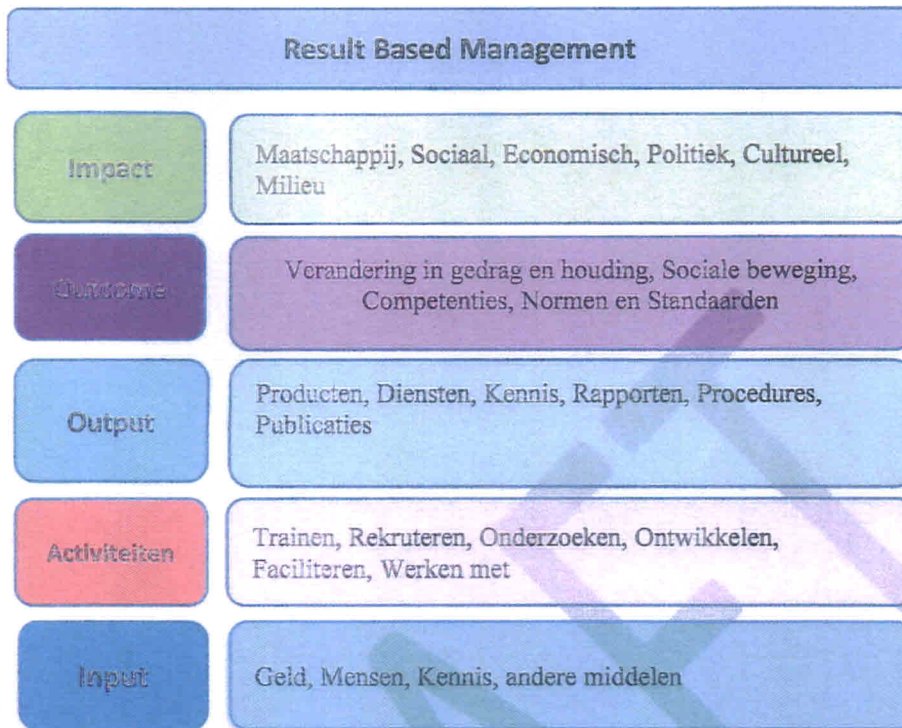 Result Based Management
Impact
Maatschappij, Sociaal, Economisch, Politiek, Cultureel,
Milieu
Outcome
Verandering in gedrag en houding, Sociale beweging,
Competenties, Normen en Standaarden
Output
Producten, Diensten, Kennis, Rapporten, Procedures,
Publicaties
Activiteiten
Trainen, Rekruteren, Onderzoeken, Ontwikkelen,
Faciliteren, Werken met
Input
Geld, Mensen, Kennis, andere middelen